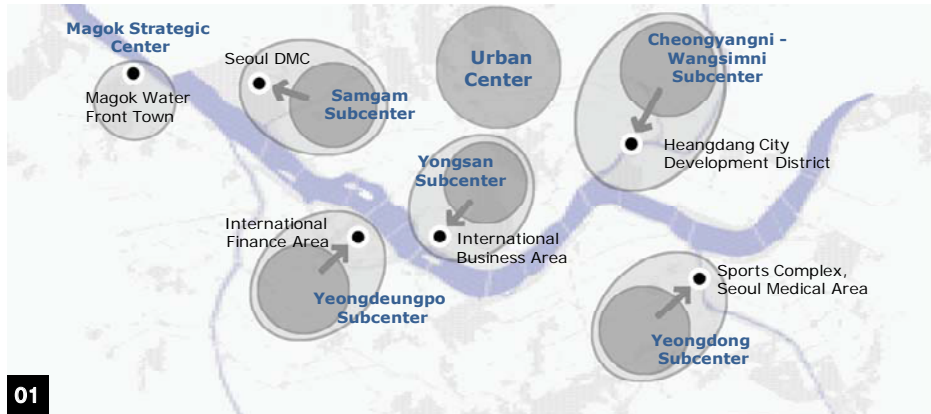 Magok Strategic
Center
Magok Water
Front Town
Seoul DMC
Samgam
Subcenter
Urban
Center
Cheongyangni -
Wangsimni
Subcenter
Heangdang City
Development District
Yongsan
Subcenter
International
Business Area
International
Finance Area
Yeongdeungpo
Subcenter
Sports Complex,
Seoul Medical Area
Yeongdong
Subcenter
01